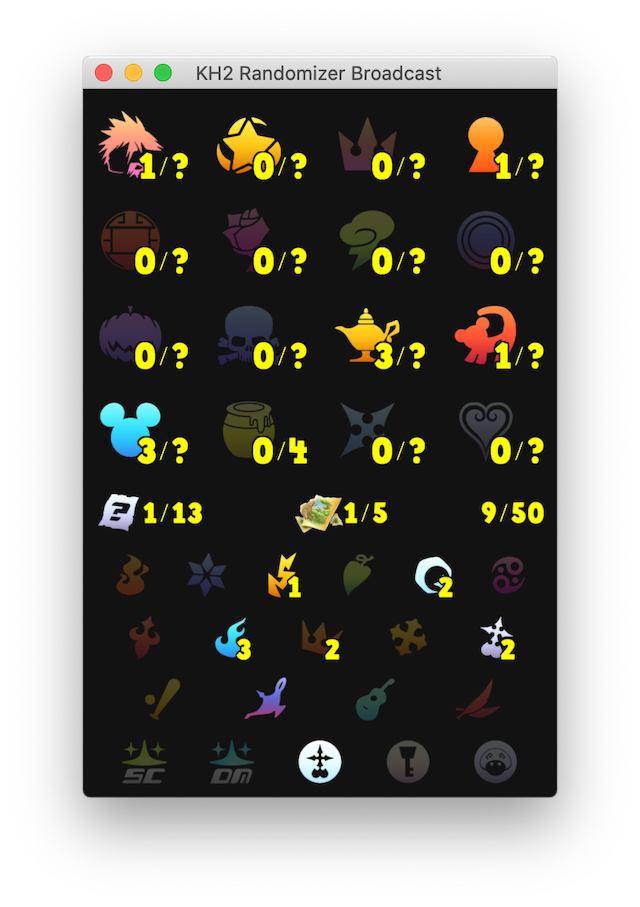 KH2 Randomizer Broadcast
1/? 0/? 0/? 1/?
0/? 0/? 0/? 0/?
0/? 0/? 3/? 1/?
3/? 0/4 0/? 0/?
? 1/13 1/5 9/50
1 2
3 2 2
SC DM